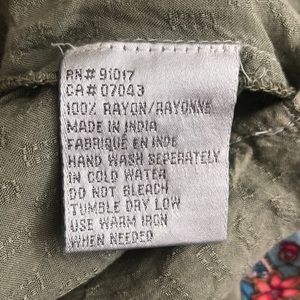 RN# 91017
CA# 07043
100% RAYON/RAYONNE
MADE IN INDIA
FABRIQUÉ EN INDE
HAND WASH SEPERATELY
IN COLD WATER
DO NOT BLEACH
TUMBLE DRY LOW
USE WARM IRON
WHEN NEEDED